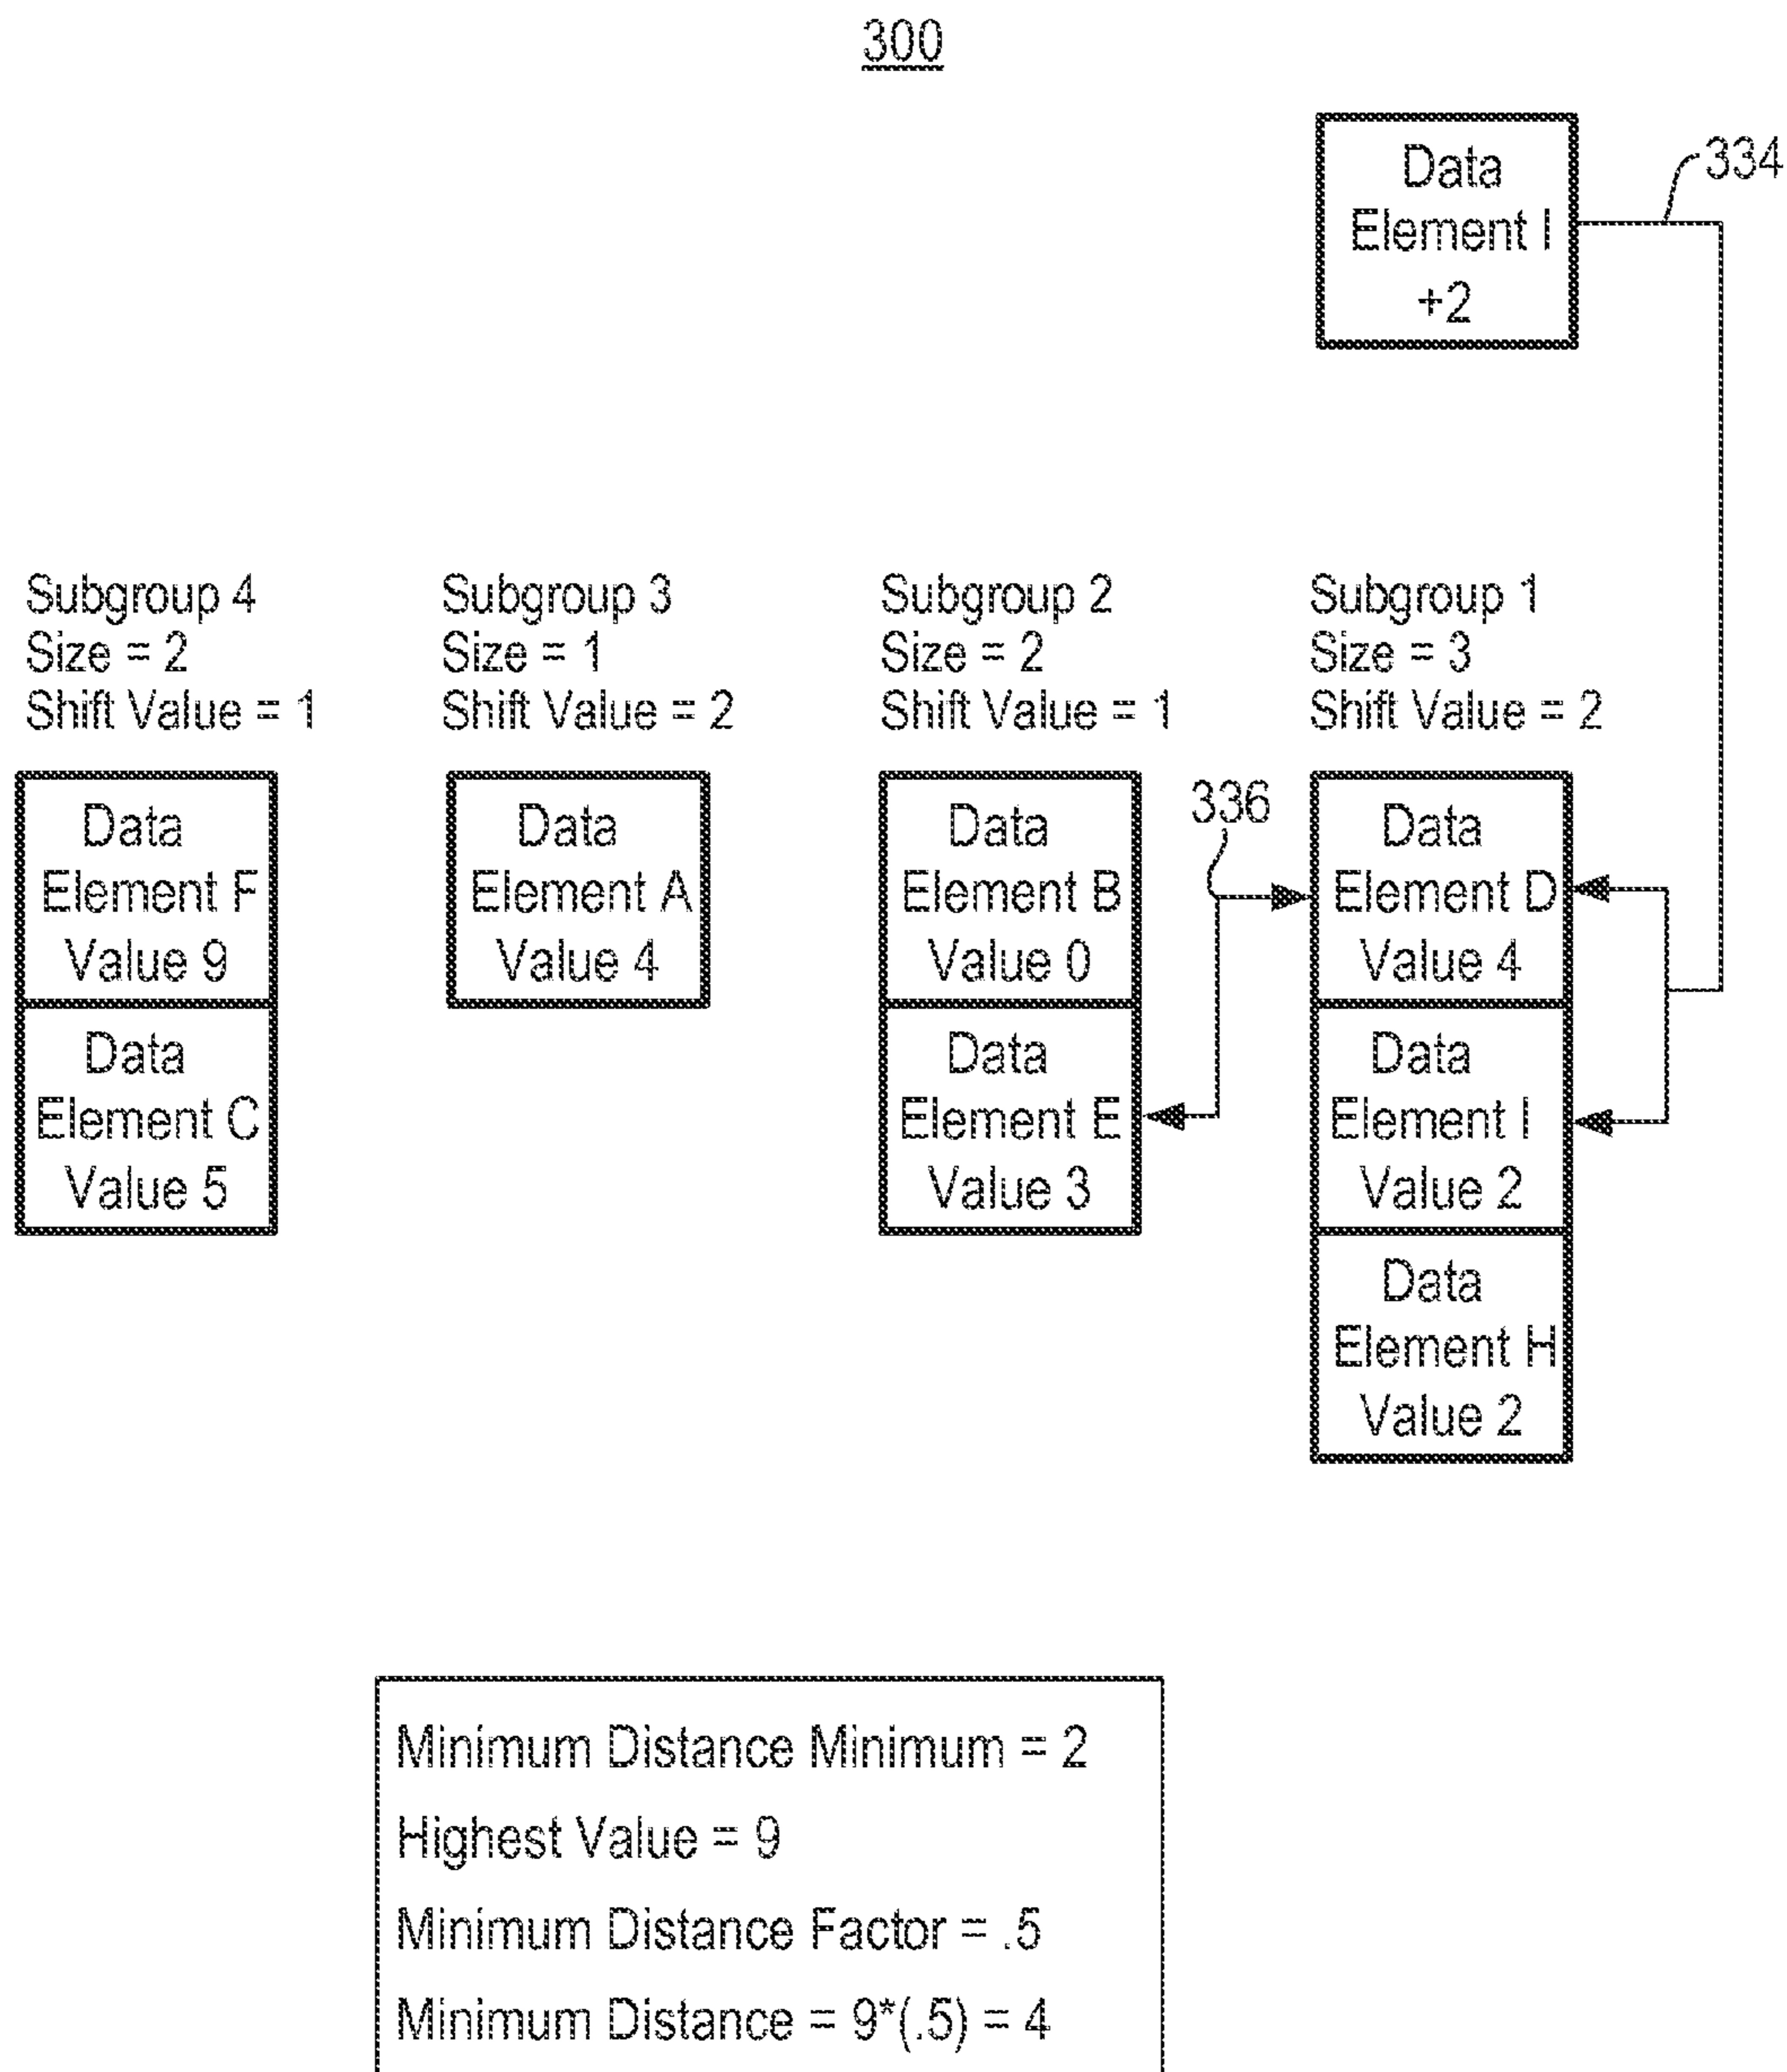 300
Data
Element I
+2
334
Subgroup 4
Size = 2
Shift Value = 1
Subgroup 3
Size = 1
Shift Value = 2
Subgroup 2
Size = 2
Shift Value = 1
Subgroup 1
Size = 3
Shift Value = 2
Data
Element F
Value 9
Data
Element C
Value 5
Data
Element A
Value 4
Data
Element B
Value 0
Data
Element E
Value 3
336
Data
Element D
Value 4
Data
Element I
Value 2
Data
Element H
Value 2
Minimum Distance Minimum = 2
Highest Value = 9
Minimum Distance Factor = .5
Minimum Distance = 9*(.5) = 4